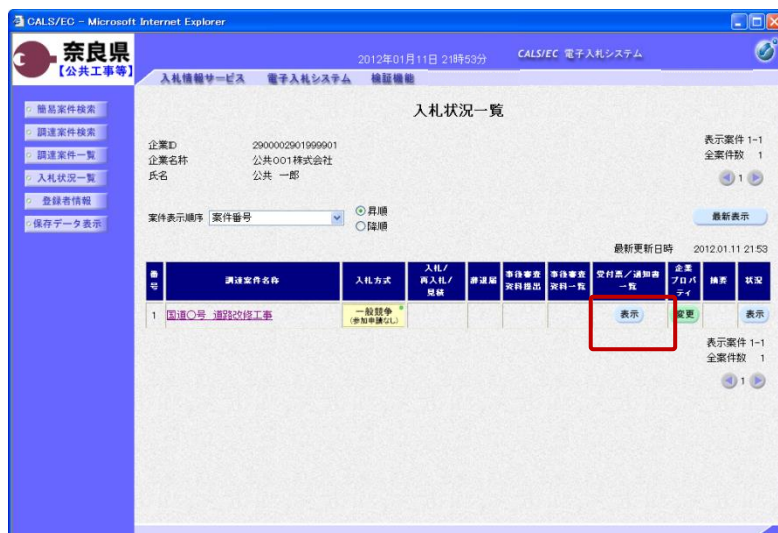 CALS/EC - Microsoft Internet Explorer
奈良県
【公共工事等】
2012年01月11日 21時53分
CALS/EC 電子入札システム
入札情報サービス 電子入札システム 検証機能
簡易案件検索
調達案件検索
調達案件一覧
入札状況一覧
登録者情報
保存データ表示
入札状況一覧
企業ID 2900002901999901
企業名称 公共001株式会社
氏名 公共 一郎
表示案件 1-1
全案件数 1
1
案件表示順序 案件番号
昇順
降順
最新表示
最新更新日時 2012.01.11 21:53
番号 調達案件名称 入札方式 入札/再入札/見積 辞退届 事後審査資料提出 事後審査資料一覧 受付票/通知書一覧 企業プロパティ 摘要 状況
1 国道〇号 道路改修工事 一般競争(参加申請なし) 表示 変更 表示
表示案件 1-1
全案件数 1
1